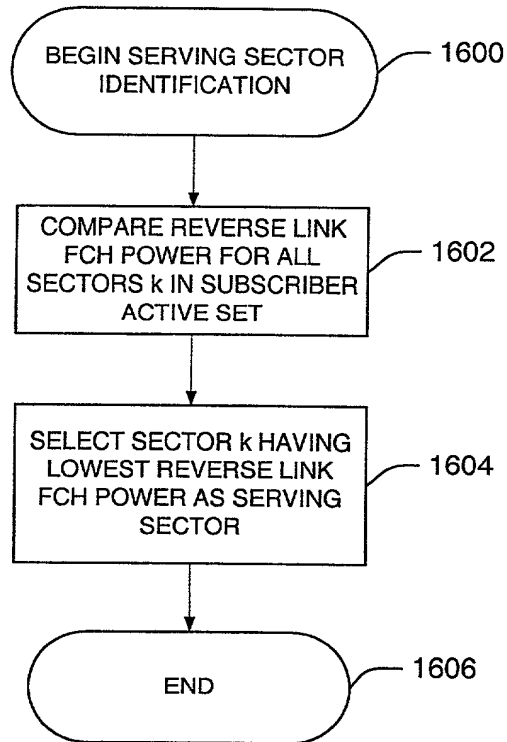 BEGIN SERVING SECTOR
IDENTIFICATION
1600
COMPARE REVERSE LINK
FCH POWER FOR ALL
SECTORS k IN SUBSCRIBER
ACTIVE SET
1602
SELECT SECTOR k HAVING
LOWEST REVERSE LINK
FCH POWER AS SERVING
SECTOR
1604
END
1606